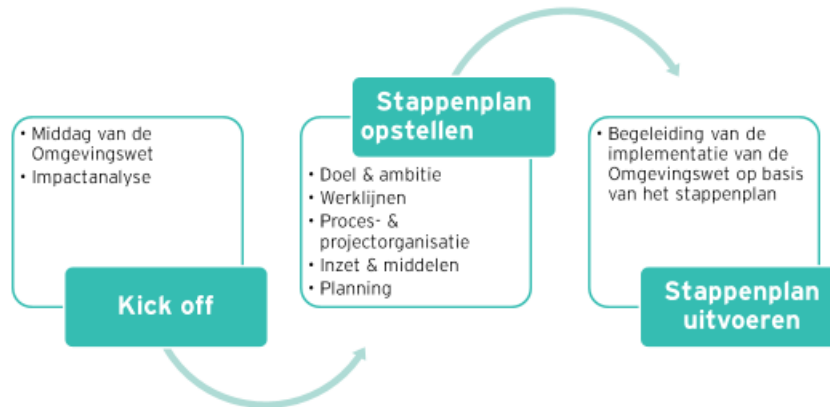 • Middag van de
Omgevingswet
• Impactanalyse
Kick off
Stappenplan
opstellen
• Doel & ambitie
• Werklijnen
• Proces- &
projectorganisatie
• Inzet & middelen
• Planning
• Begeleiding van de
implementatie van de
Omgevingswet op basis
van het stappenplan
Stappenplan
uitvoeren